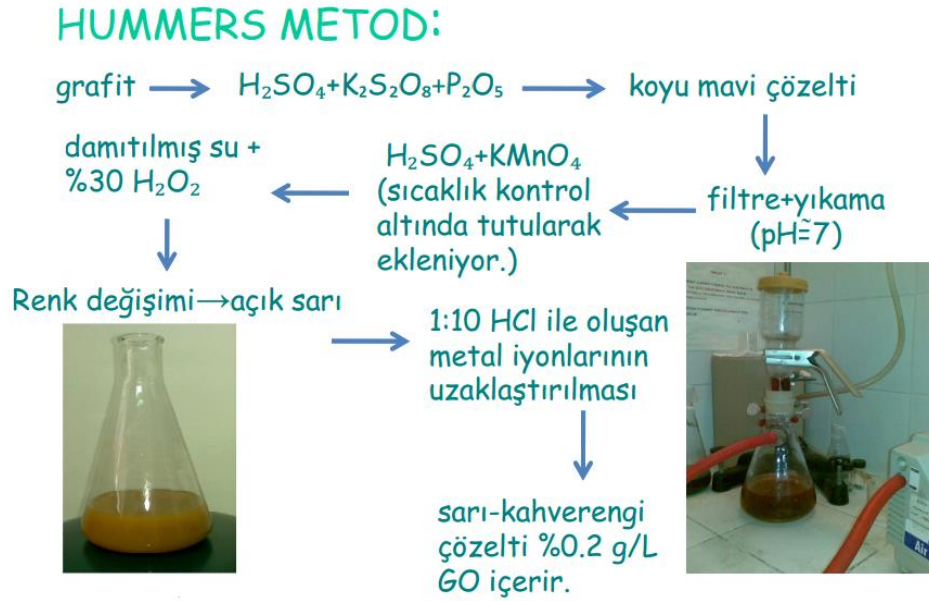 HUMMERS METOD:
grafit → H₂SO₄+K₂S₂O₈+P₂O₅ → koyu mavi çözelti
filtre+yıkama
(pH≅7)
H₂SO₄+KMnO₄
(sıcaklık kontrol
altında tutularak
ekleniyor.)
damıtılmış su +
%30 H₂O₂
Renk değişimi→açık sarı
1:10 HCl ile oluşan
metal iyonlarının
uzaklaştırılması
sarı-kahverengi
çözelti %0.2 g/L
GO içerir.
Air